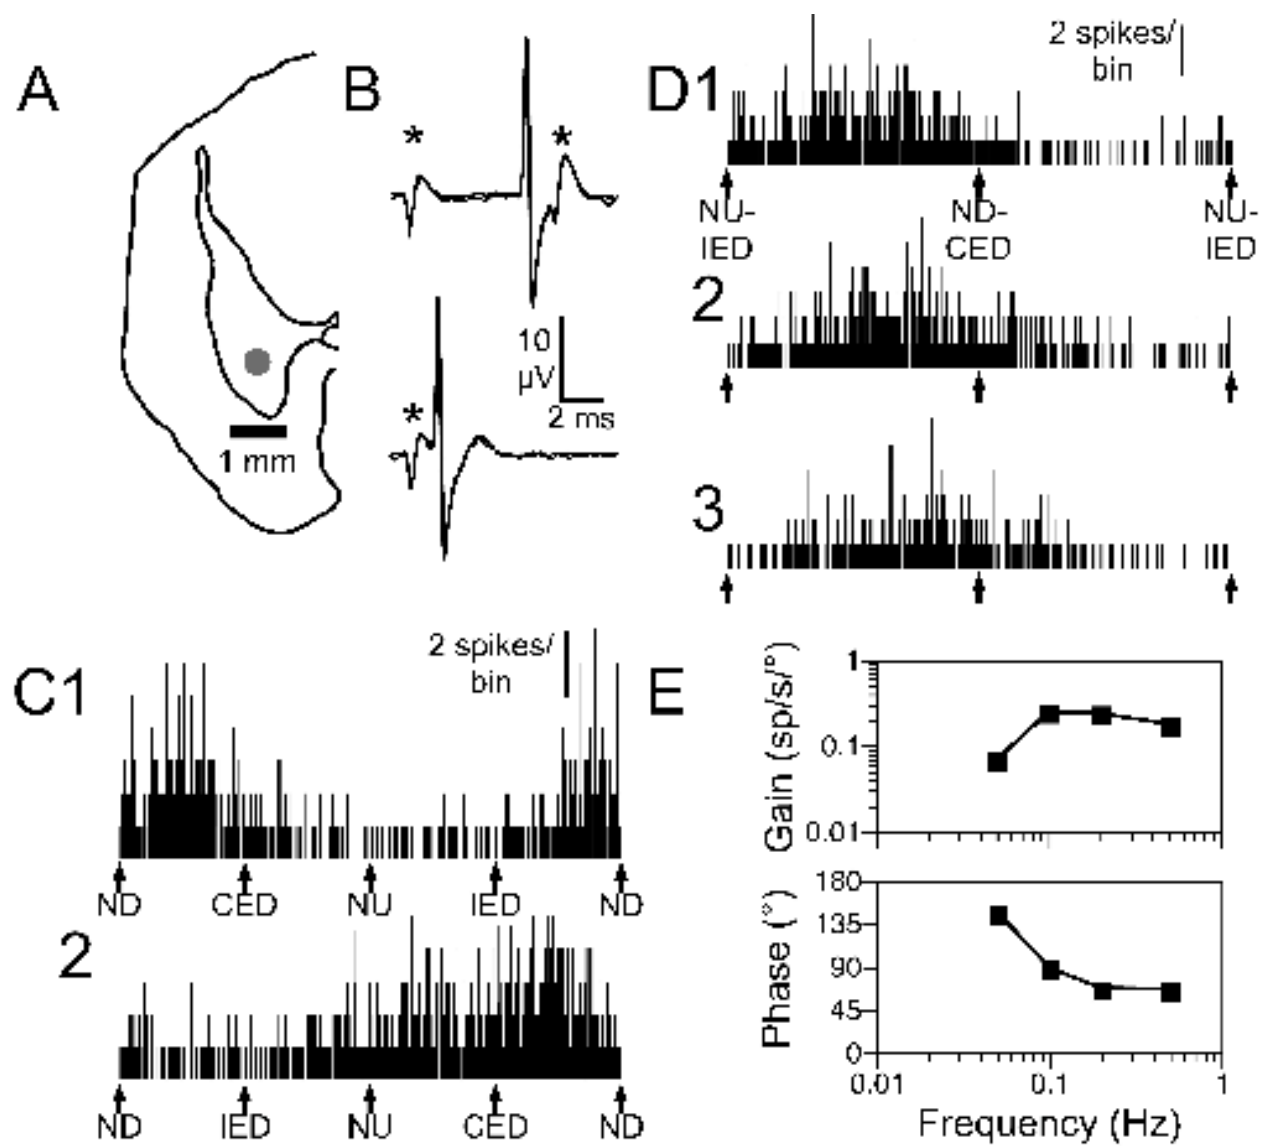 A
1 mm
B
*
*
*
10
µV
2 ms
C1
2 spikes/
bin
ND CED NU IED ND
2
ND IED NU CED ND
D1
2 spikes/
bin
NU-
IED
ND-
CED
NU-
IED
2
3
E
Gain (sp/s/°)
1
0.1
0.01
Phase (°)
180
135
90
45
0
0.01 0.1 1
Frequency (Hz)